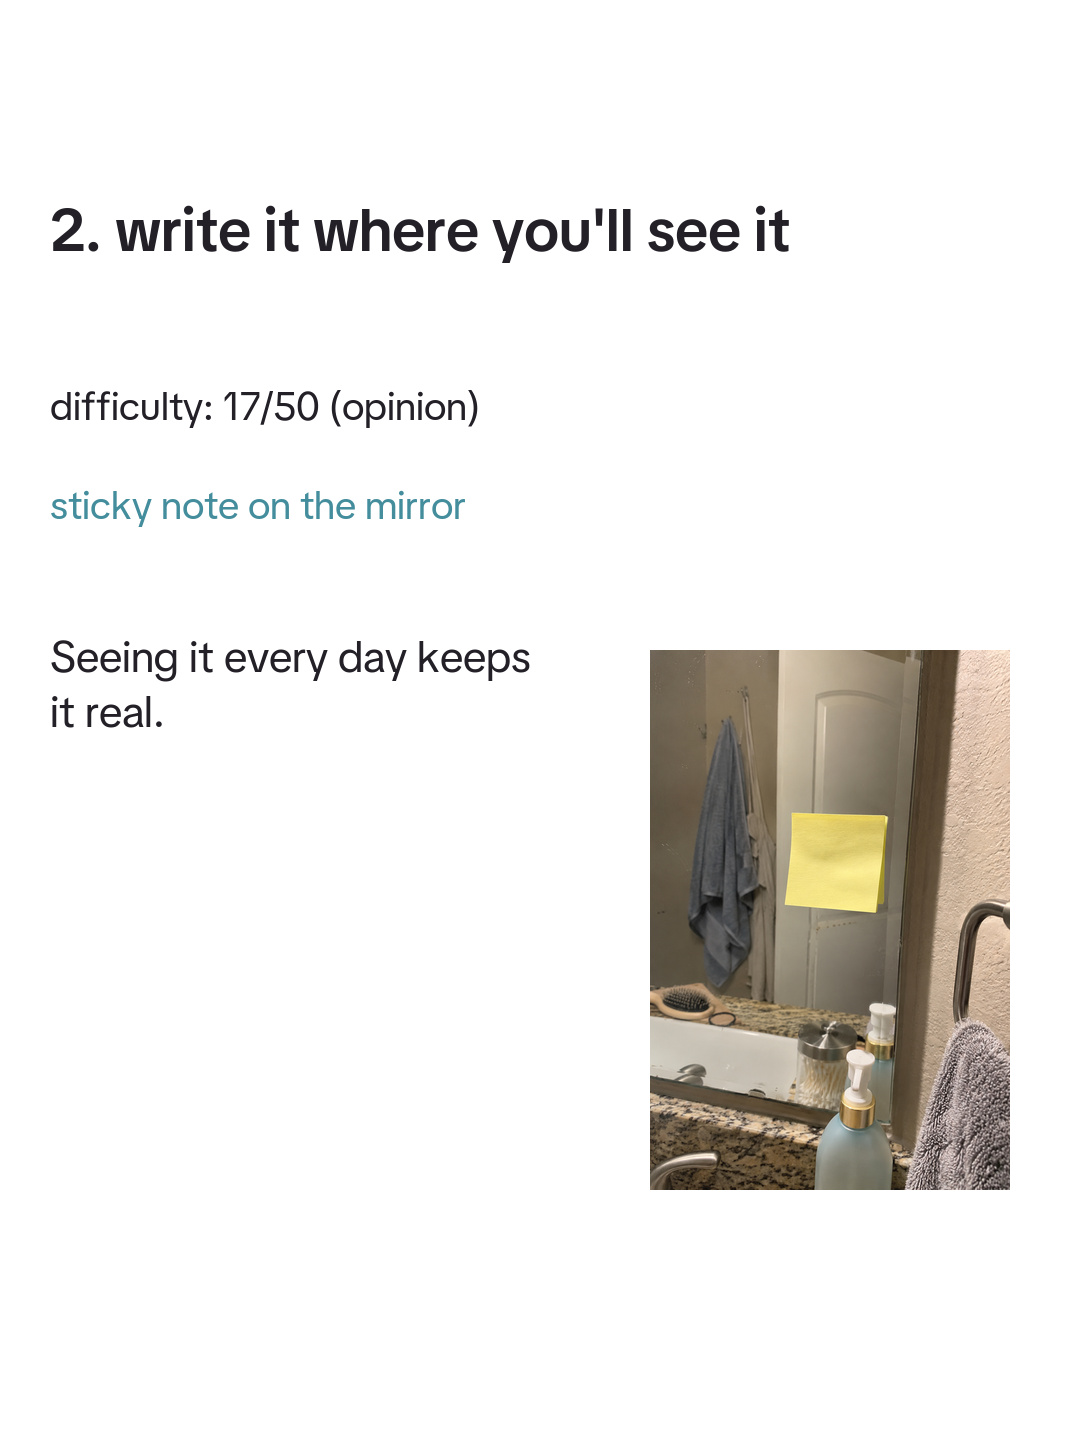 2. write it where you'll see it
difficulty: 17/50 (opinion)
sticky note on the mirror
Seeing it every day keeps
it real.